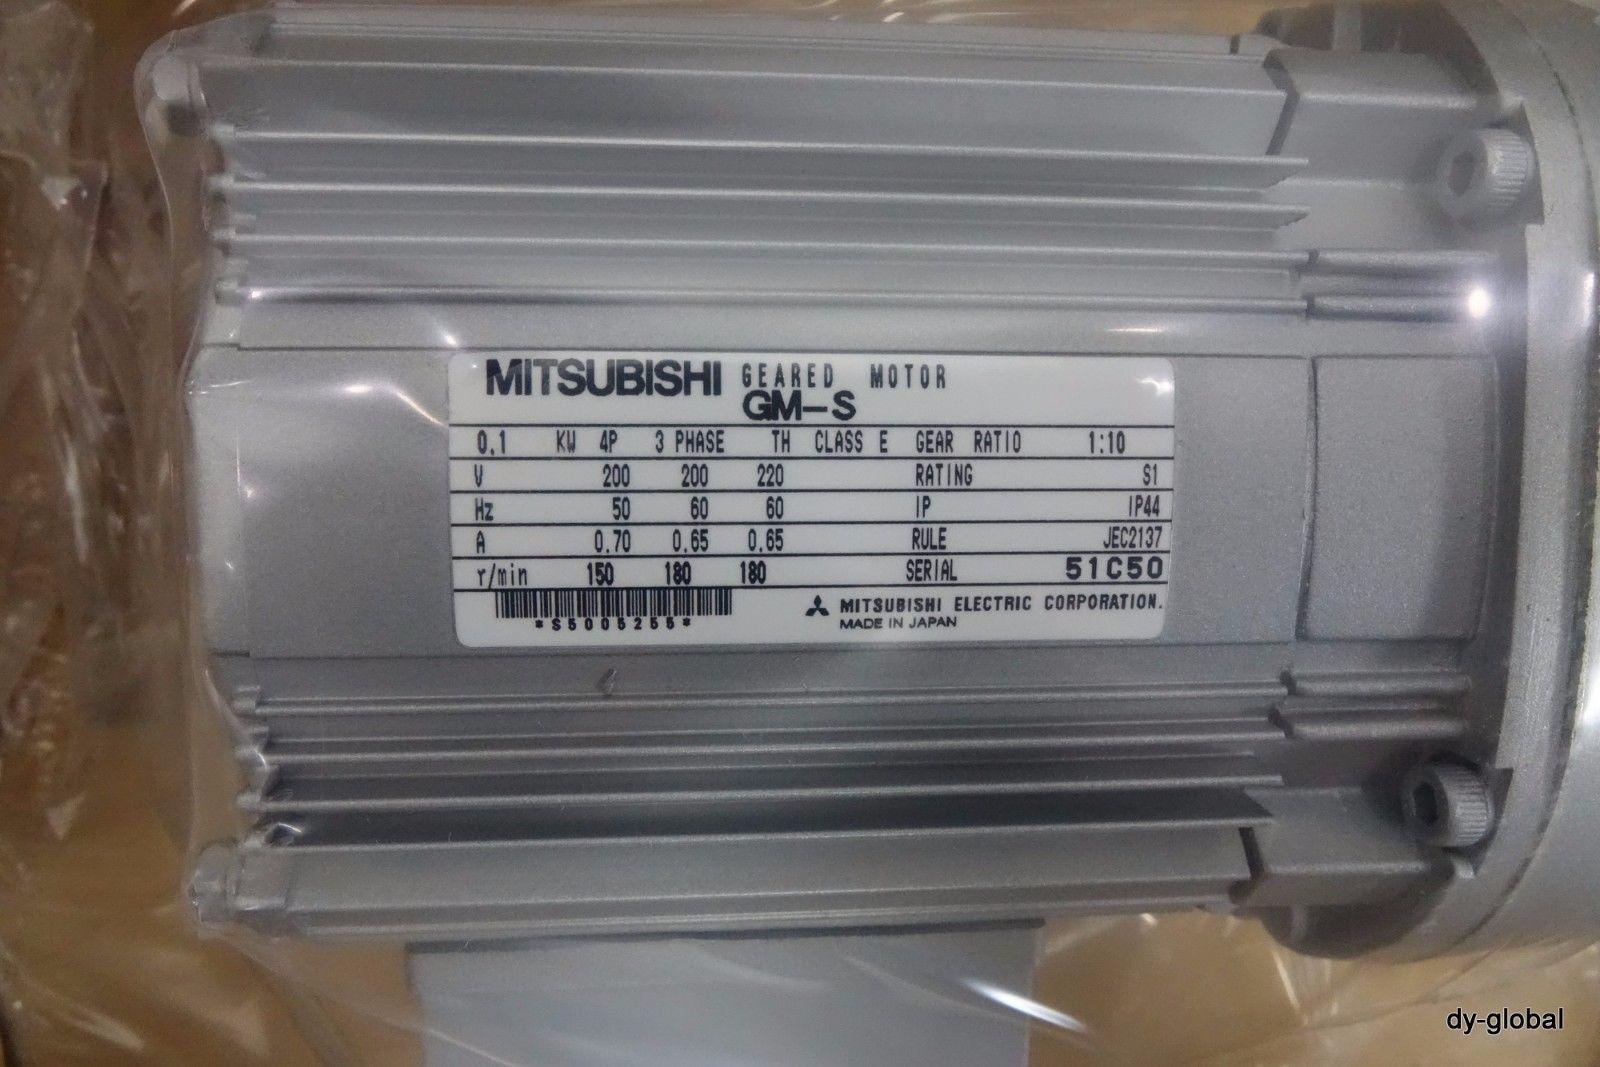 MITSUBISHI GEARED MOTOR
GM-S
0.1 KW 4P 3 PHASE TH CLASS E GEAR RATIO 1:10
V 200 200 220 RATING S1
Hz 50 60 60 IP IP44
A 0.70 0.65 0.65 RULE JEC2137
r/min 150 180 180 SERIAL 51C50
*S5005255*
MITSUBISHI ELECTRIC CORPORATION.
MADE IN JAPAN
dy-global